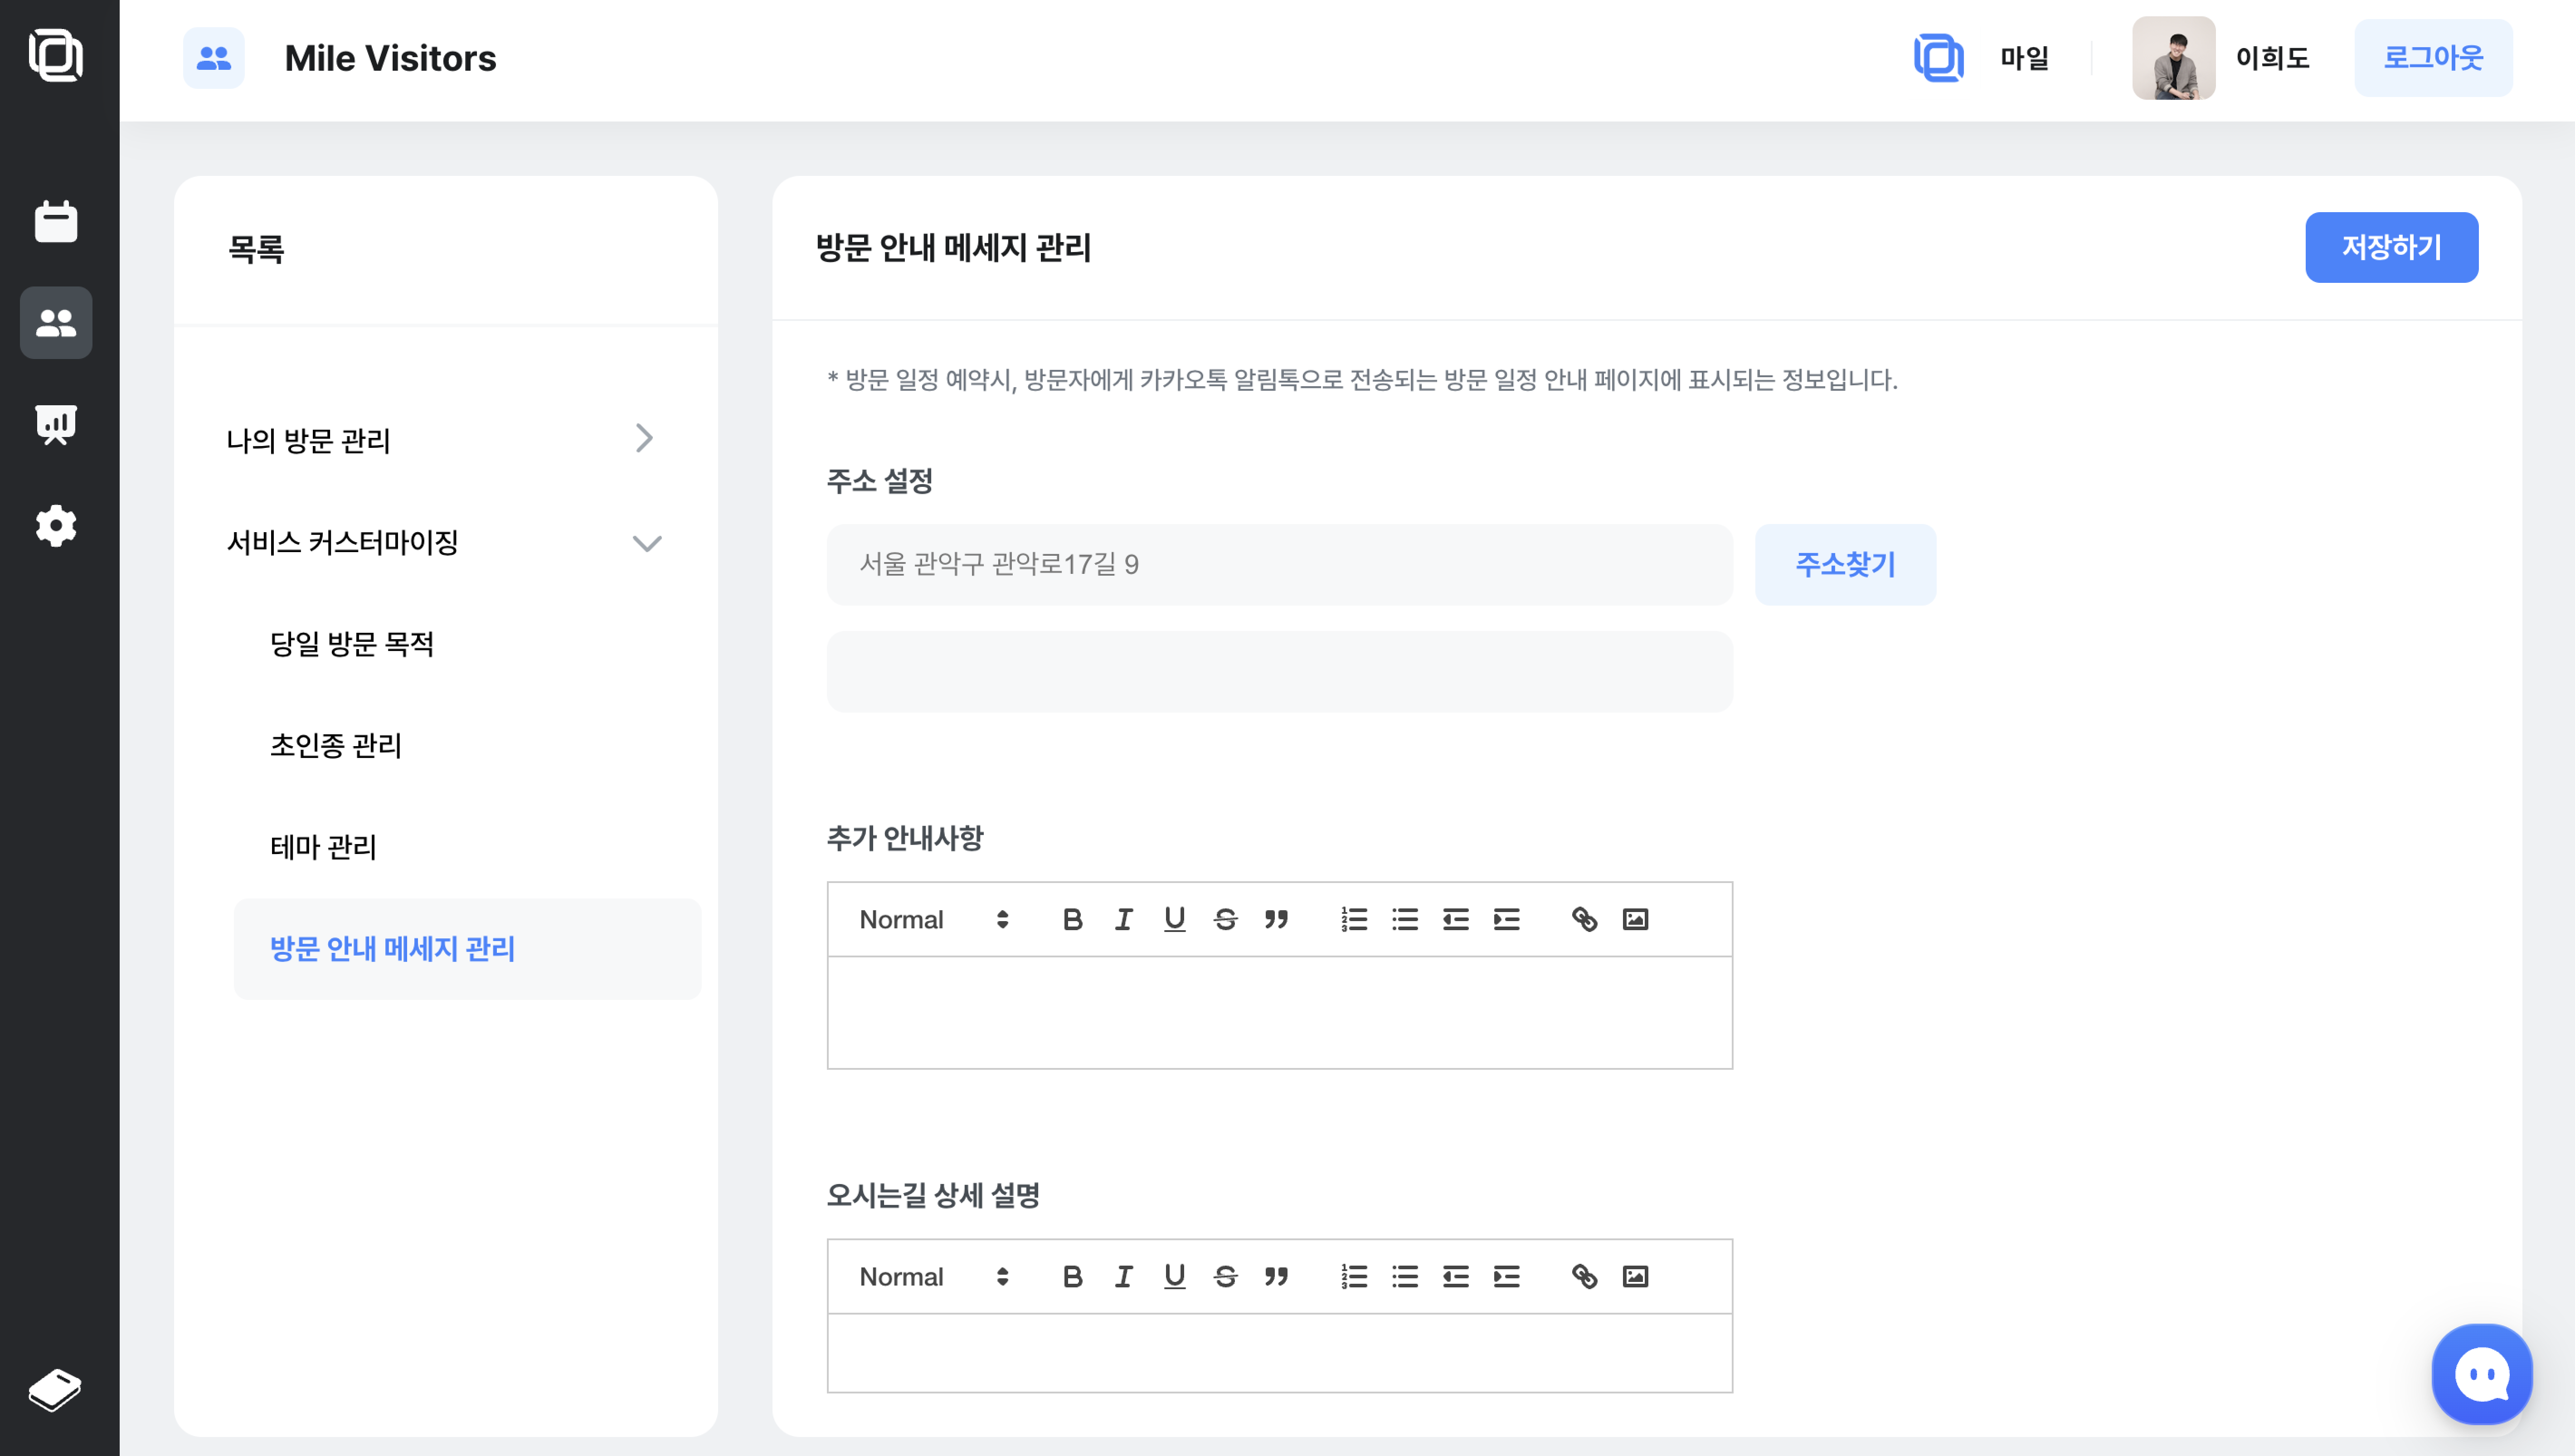 Mile Visitors
마일
이희도
로그아웃
목록
나의 방문 관리
서비스 커스터마이징
당일 방문 목적
초인종 관리
테마 관리
방문 안내 메세지 관리
방문 안내 메세지 관리
저장하기
* 방문 일정 예약시, 방문자에게 카카오톡 알림톡으로 전송되는 방문 일정 안내 페이지에 표시되는 정보입니다.
주소 설정
서울 관악구 관악로17길 9
주소찾기
추가 안내사항
Normal
오시는길 상세 설명
Normal